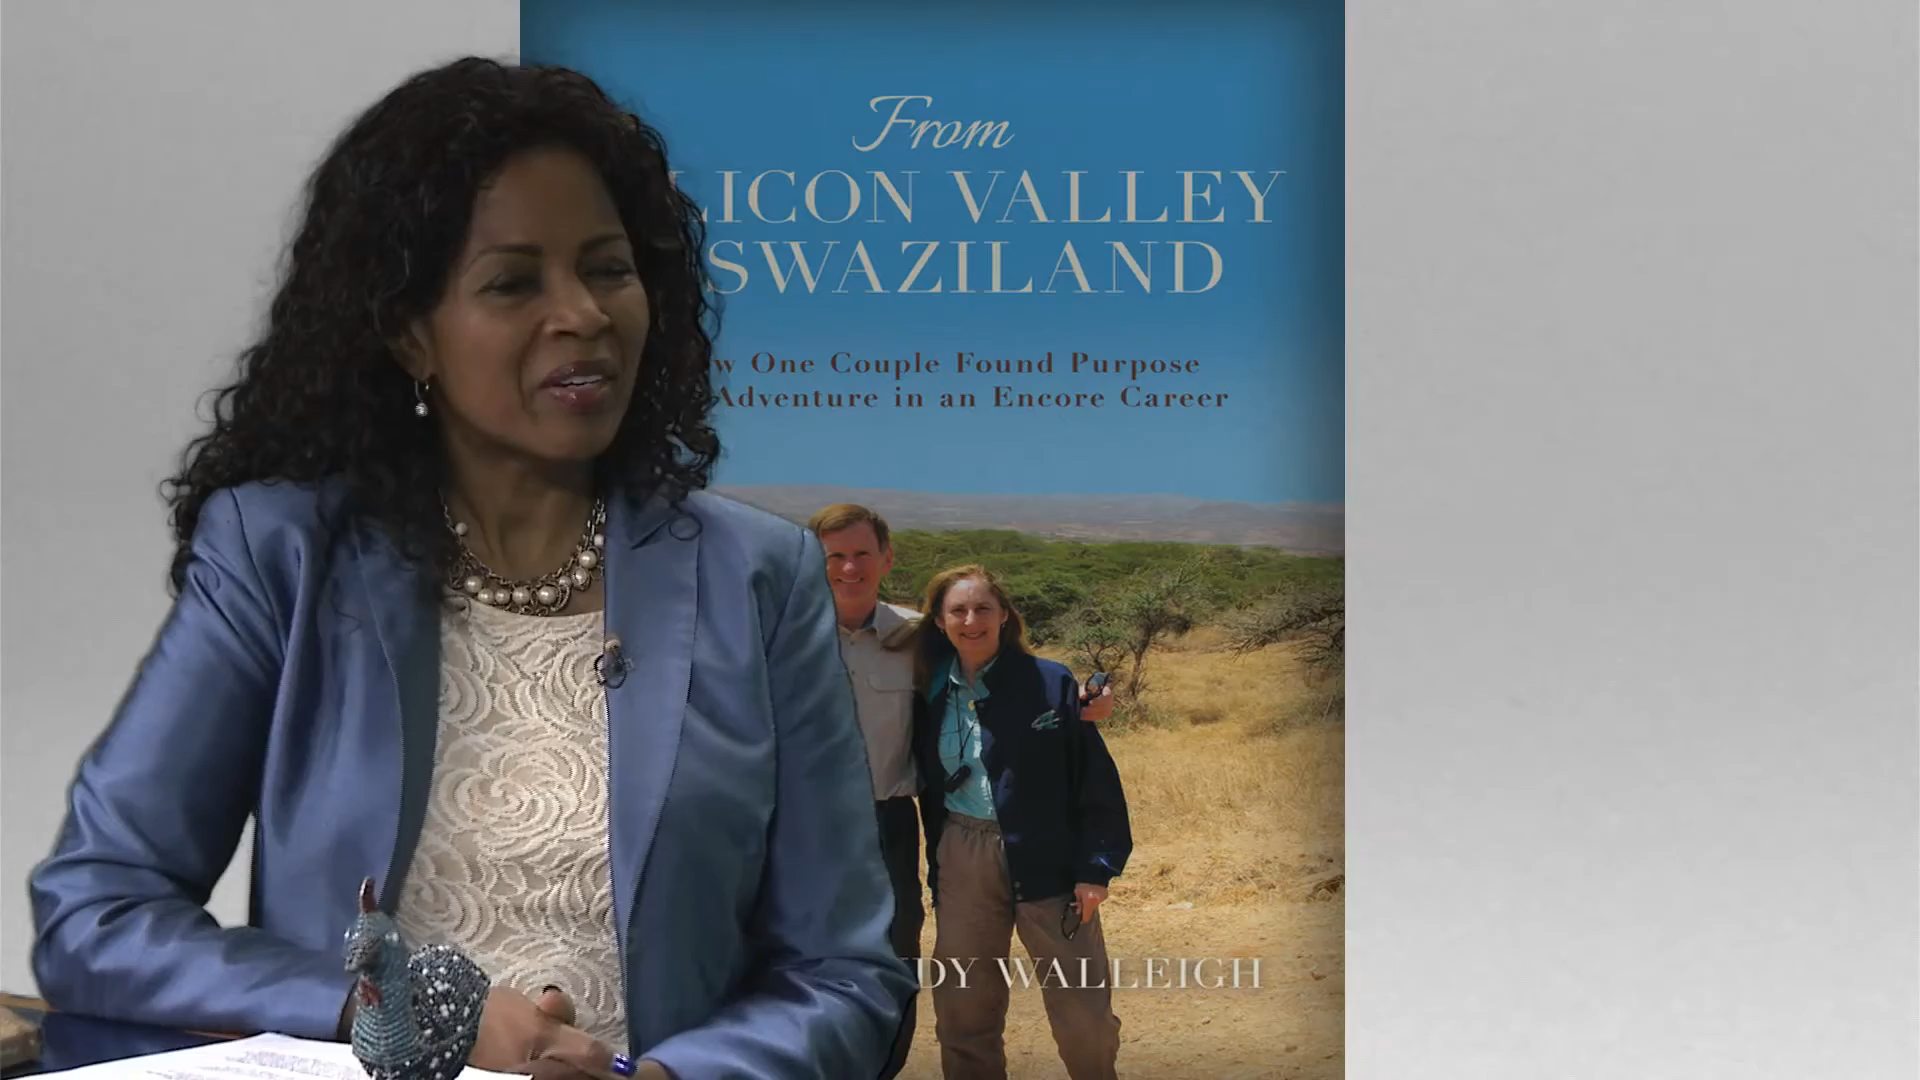 From
LICON VALLEY
SWAZILAND
w One Couple Found Purpose
Adventure in an Encore Career
DY WALLEIGH